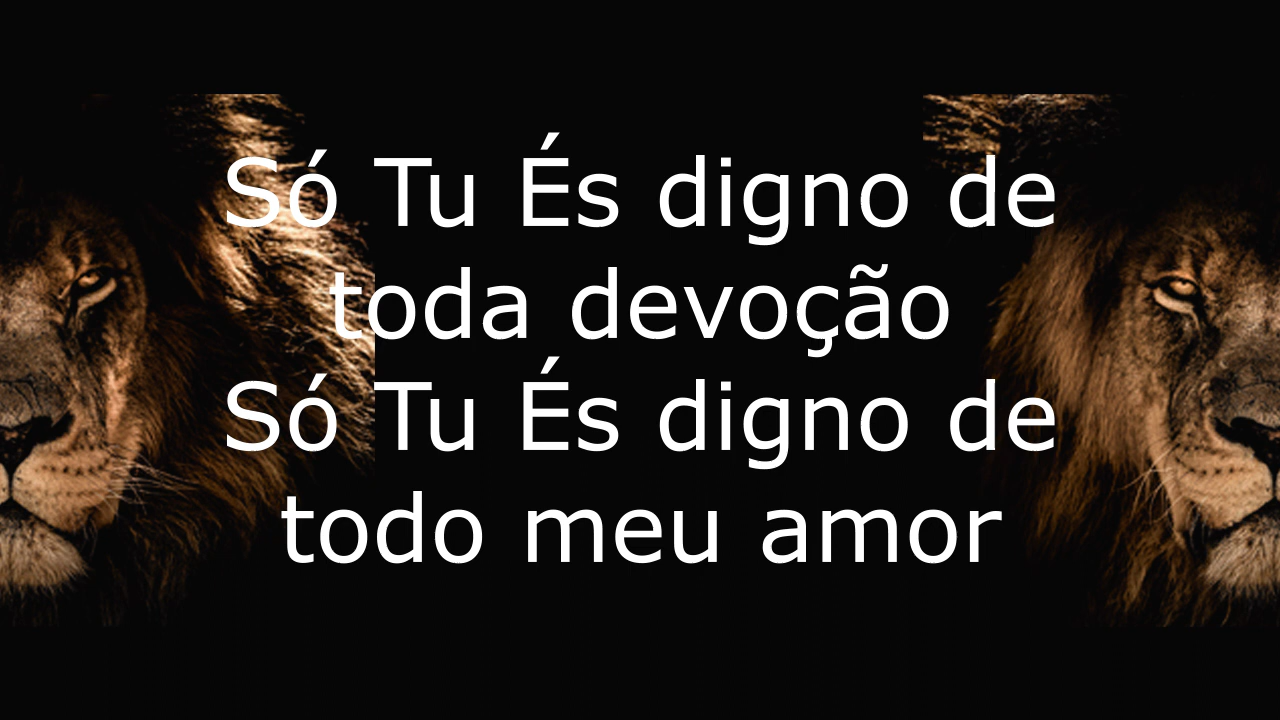 Só Tu És digno de
toda devoção
Só Tu És digno de
todo meu amor